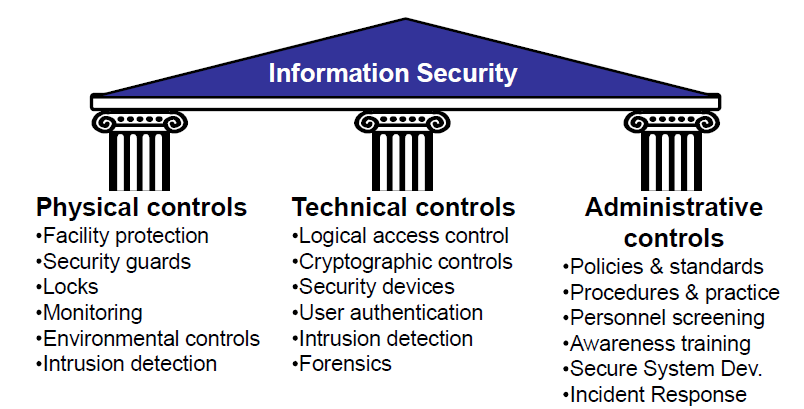 Information Security
Physical controls
•Facility protection
•Security guards
•Locks
•Monitoring
•Environmental controls
•Intrusion detection
Technical controls
•Logical access control
•Cryptographic controls
•Security devices
•User authentication
•Intrusion detection
•Forensics
Administrative
controls
•Policies & standards
•Procedures & practice
•Personnel screening
•Awareness training
•Secure System Dev.
•Incident Response